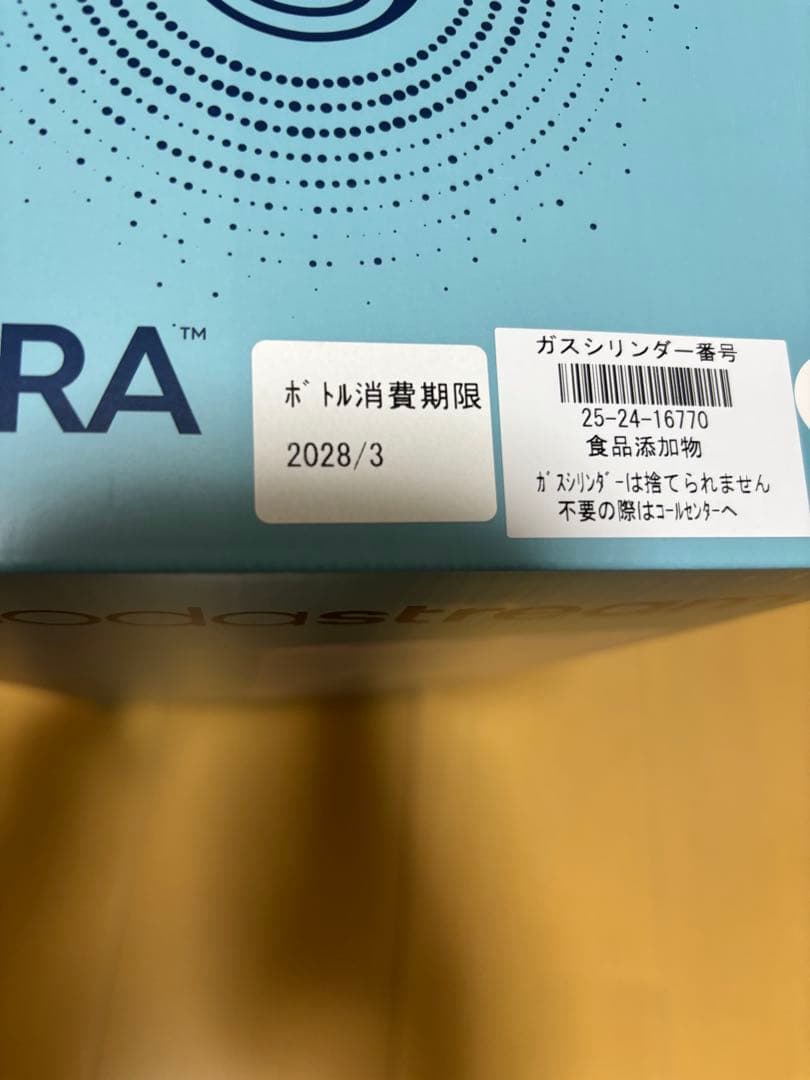 RA™
ボトル消費期限
2028/3
ガスシリンダー番号
25-24-16770
食品添加物
ガスシリンダーは捨てられません
不要の際はコールセンターへ
odastream